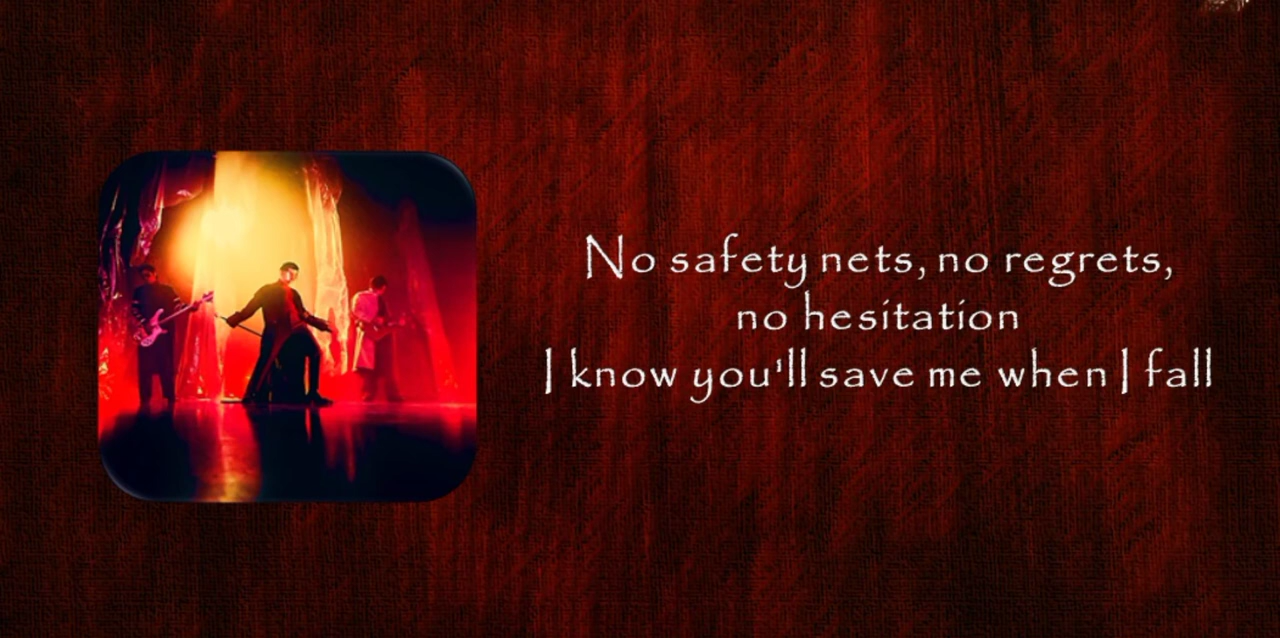 No safety nets, no regrets,
no hesitation
I know you'll save me when I fall